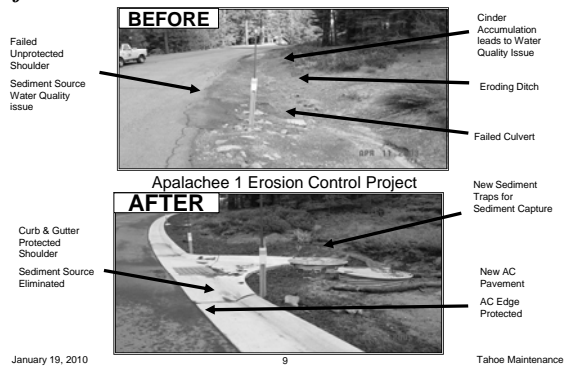 BEFORE
Failed
Unprotected
Shoulder
Sediment Source
Water Quality
issue
Cinder
Accumulation
leads to Water
Quality Issue
Eroding Ditch
Failed Culvert
Apalachee 1 Erosion Control Project
AFTER
Curb & Gutter
Protected
Shoulder
Sediment Source
Eliminated
New Sediment
Traps for
Sediment Capture
New AC
Pavement
AC Edge
Protected
January 19, 2010
9
Tahoe Maintenance